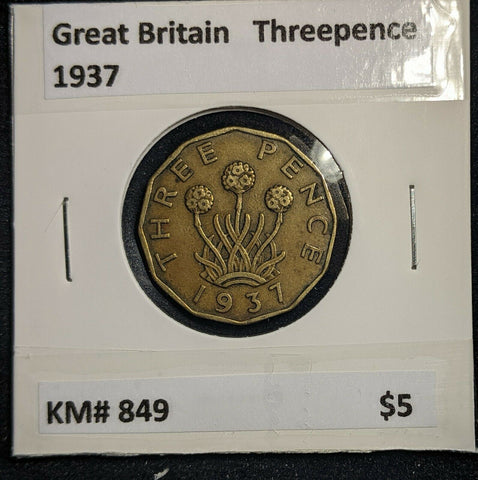 Great Britain Threepence
1937
THREE PENCE
1937
KM# 849 $5